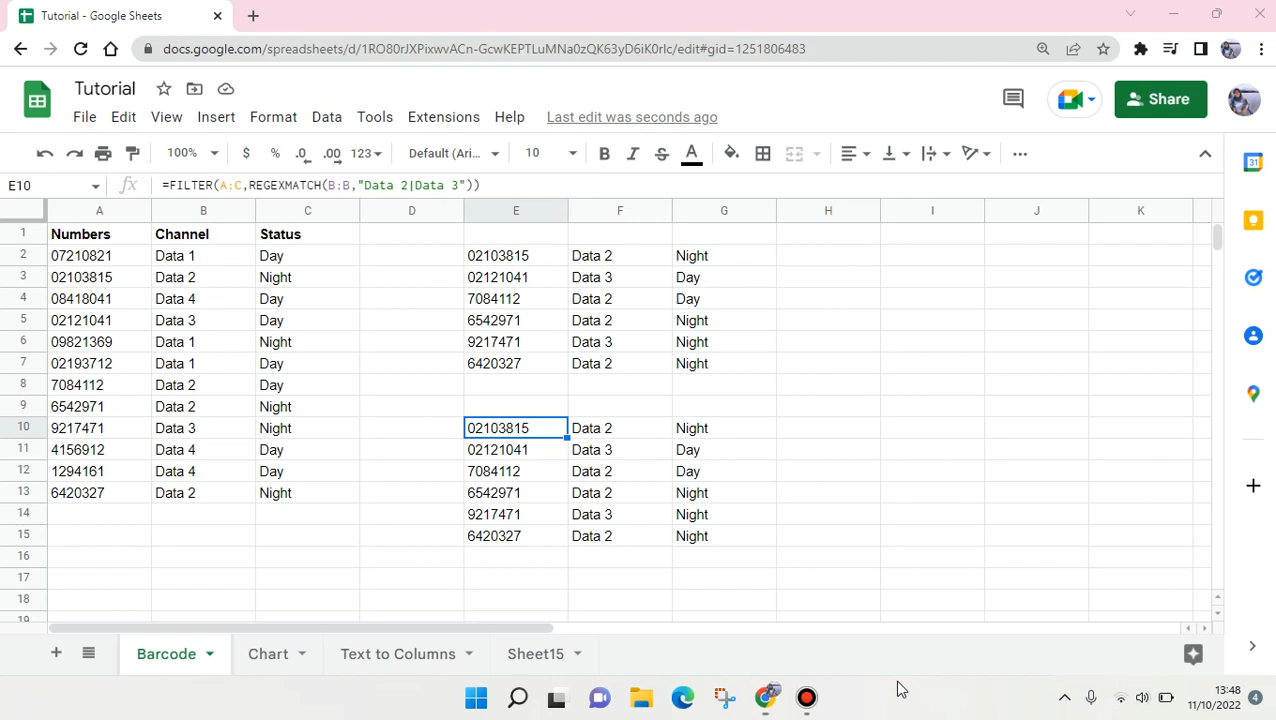 Tutorial - Google Sheets
docs.google.com/spreadsheets/d/1RO80rJXPixwvACn-GcwKEPTLuMNa0zQK63yD6iK0rIc/edit#gid=1251806483
Tutorial
File Edit View Insert Format Data Tools Extensions Help Last edit was seconds ago
Share
100% $ % .0 .00 123 Default (Ari... 10 B I S A
E10 fx =FILTER(A:C,REGEXMATCH(B:B,"Data 2|Data 3"))
A B C D E F G H I J K
1 Numbers Channel Status
2 07210821 Data 1 Day 02103815 Data 2 Night
3 02103815 Data 2 Night 02121041 Data 3 Day
4 08418041 Data 4 Day 7084112 Data 2 Day
5 02121041 Data 3 Day 6542971 Data 2 Night
6 09821369 Data 1 Night 9217471 Data 3 Night
7 02193712 Data 1 Day 6420327 Data 2 Night
8 7084112 Data 2 Day
9 6542971 Data 2 Night
10 9217471 Data 3 Night 02103815 Data 2 Night
11 4156912 Data 4 Day 02121041 Data 3 Day
12 1294161 Data 4 Day 7084112 Data 2 Day
13 6420327 Data 2 Night 6542971 Data 2 Night
14 9217471 Data 3 Night
15 6420327 Data 2 Night
16
17
18
19
Barcode Chart Text to Columns Sheet15
13:48
11/10/2022 4
31